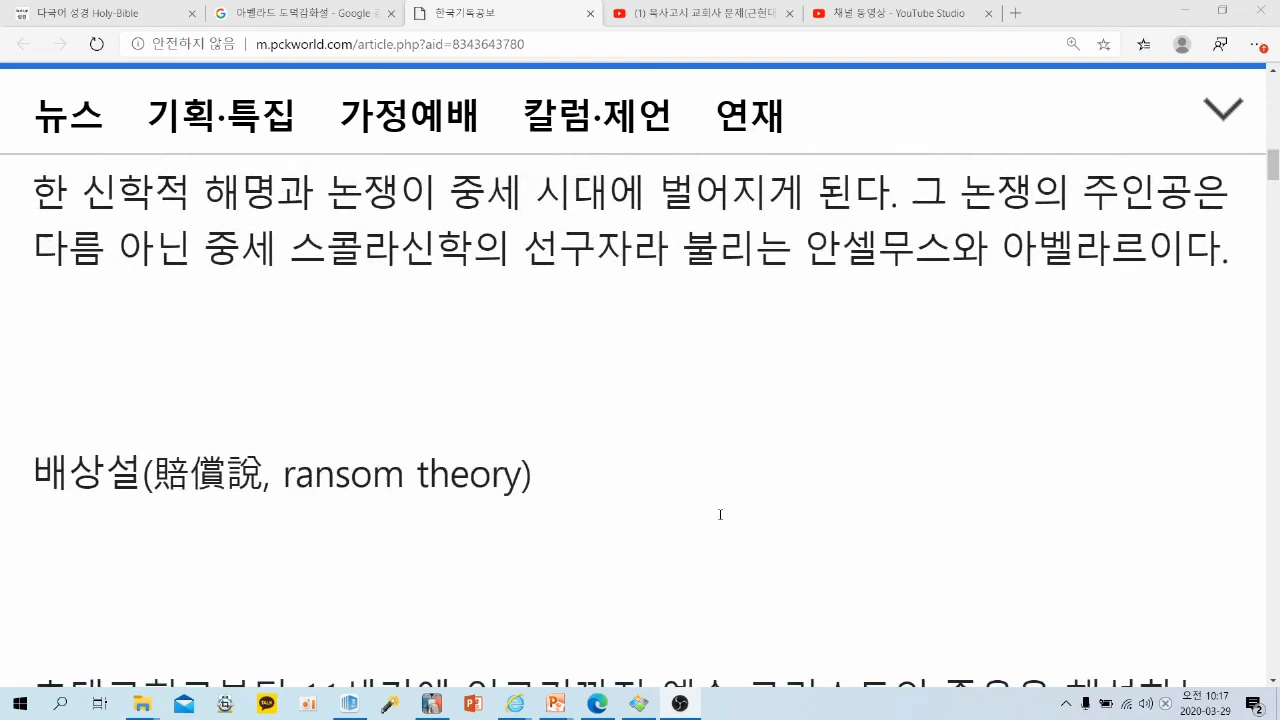 다국어 성경 Holy-Bible
아벨라드 도덕감화설 - Google 검
한국기독공보
(1) 목사고시 교회사 문제(근현대
채널 동영상 - YouTube Studio
안전하지 않음 | m.pckworld.com/article.php?aid=8343643780
뉴스 기획·특집 가정예배 칼럼·제언 연재
한 신학적 해명과 논쟁이 중세 시대에 벌어지게 된다. 그 논쟁의 주인공은
다름 아닌 중세 스콜라신학의 선구자라 불리는 안셀무스와 아벨라르이다.
배상설(賠償說, ransom theory)
오전 10:17
2020-03-29